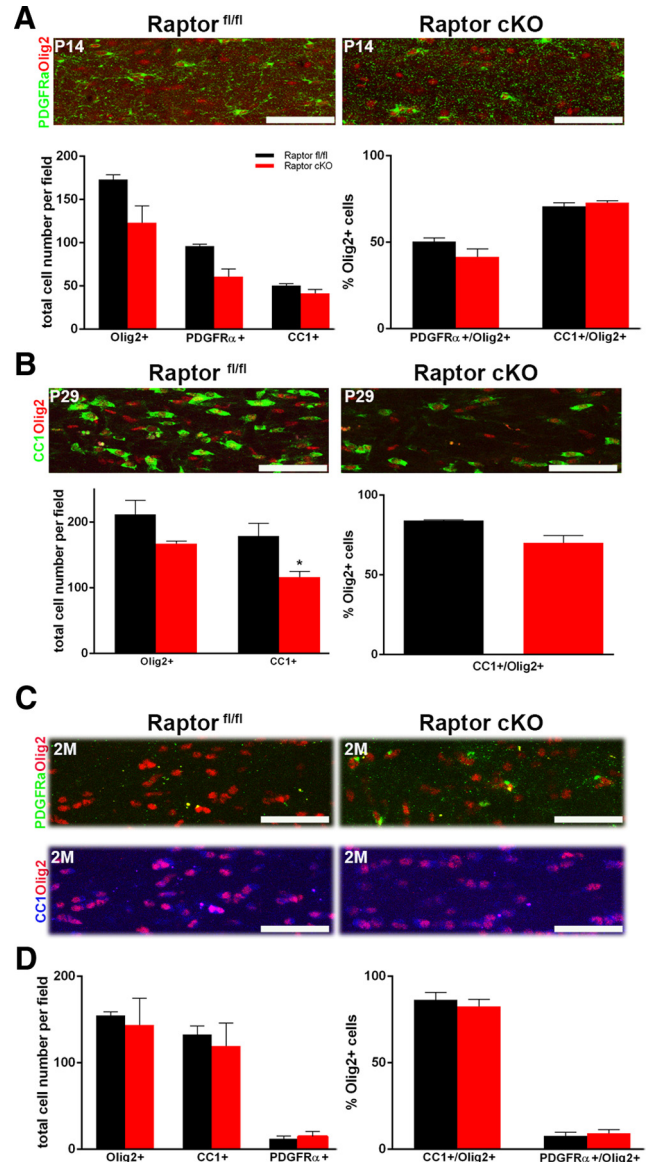 A
Raptor fl/fl
Raptor cKO
PDGFRaOlig2
P14
P14
total cell number per field
200
150
100
50
0
Raptor fl/fl
Raptor cKO
Olig2+
PDGFRα+
CC1+
% Olig2+ cells
100
50
0
PDGFRα+/Olig2+
CC1+/Olig2+
B
Raptor fl/fl
Raptor cKO
CC1Olig2
P29
P29
total cell number per field
200
100
0
*
Olig2+
CC1+
% Olig2+ cells
100
50
0
CC1+/Olig2+
C
Raptor fl/fl
Raptor cKO
PDGFRaOlig2
2M
2M
CC1Olig2
2M
2M
D
total cell number per field
200
100
0
Olig2+
CC1+
PDGFRα+
% Olig2+ cells
100
50
0
CC1+/Olig2+
PDGFRα+/Olig2+